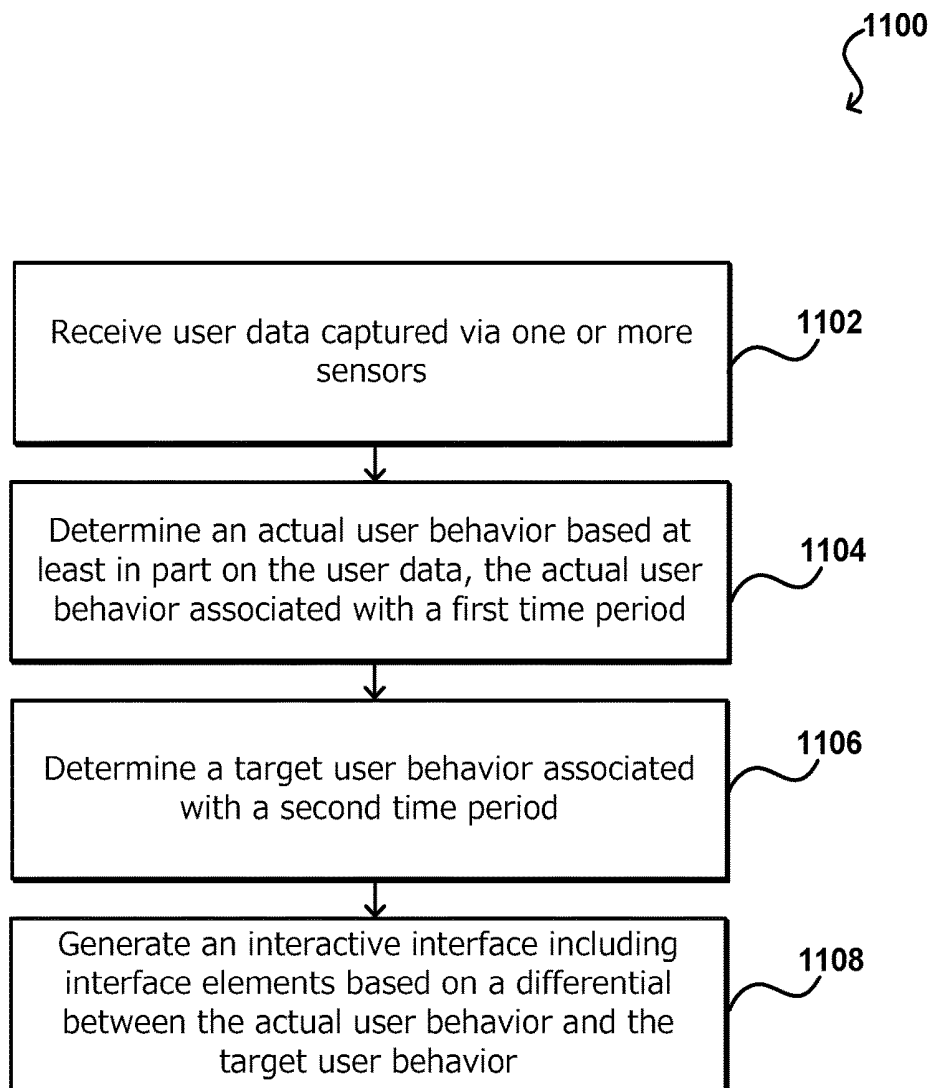 1100
Receive user data captured via one or more
sensors
1102
Determine an actual user behavior based at
least in part on the user data, the actual user
behavior associated with a first time period
1104
Determine a target user behavior associated
with a second time period
1106
Generate an interactive interface including
interface elements based on a differential
between the actual user behavior and the
target user behavior
1108